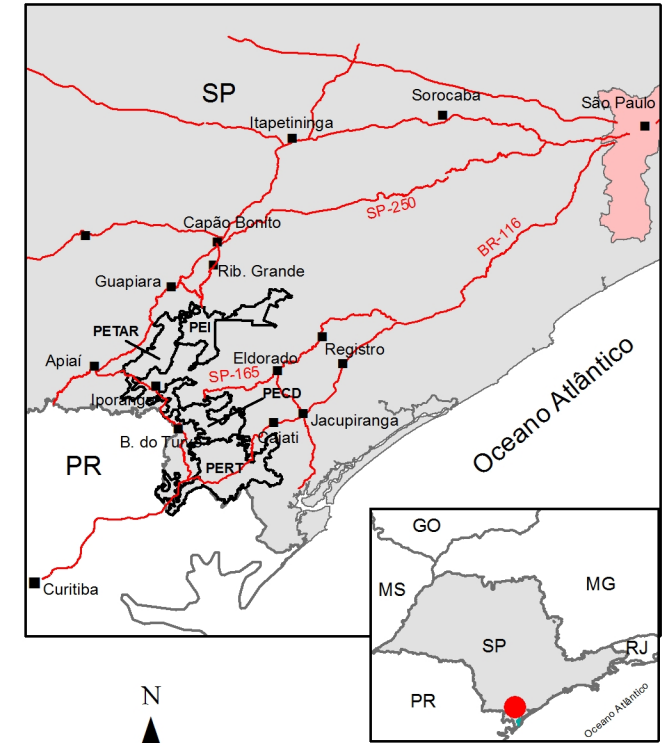 SP
Sorocaba
São Paulo
Itapetininga
SP-250
Capão Bonito
BR-116
Rib. Grande
Guapiara
PETAR
PEI
Oceano Atlântico
Registro
Eldorado
Apiaí
SP-165
PECD
Iporanga
Jacupiranga
Cajati
B. do Turvo
PR
PERT
Curitiba
GO
MS
MG
SP
RJ
PR
Oceano Atlântico
N